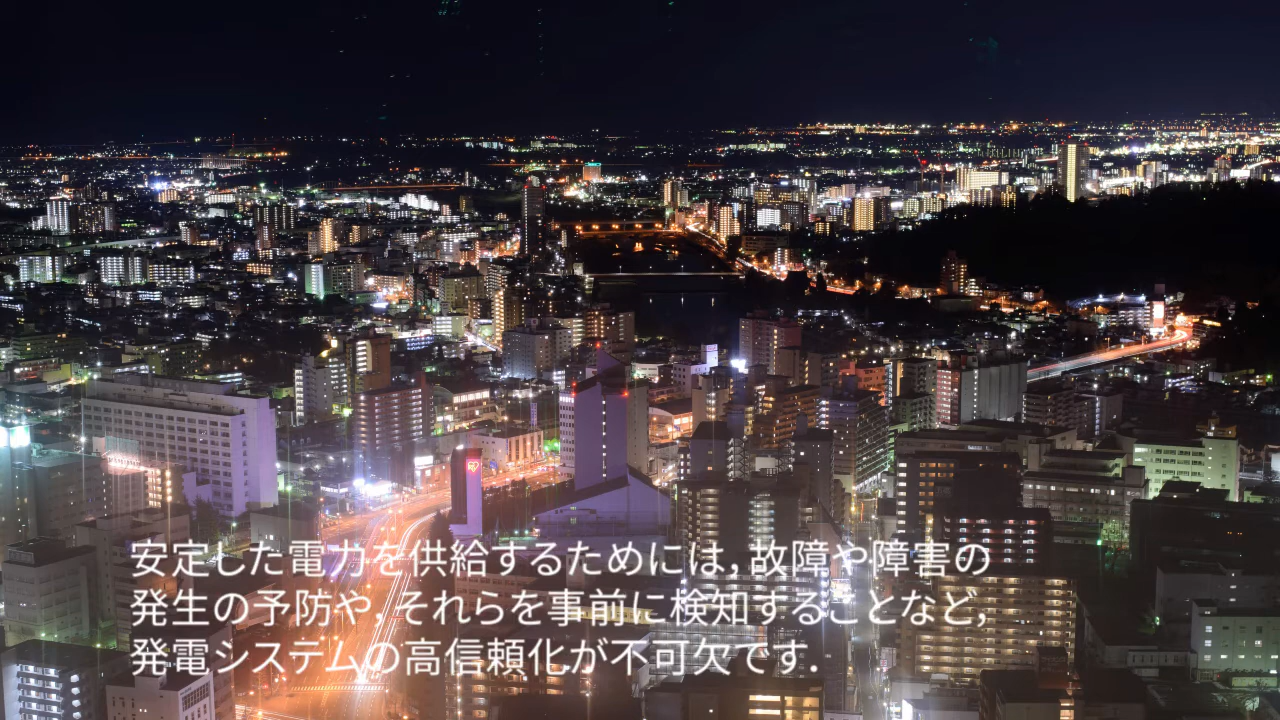 安定した電力を供給するためには，故障や障害の
発生の予防や，それらを事前に検知することなど，
発電システムの高信頼化が不可欠です．